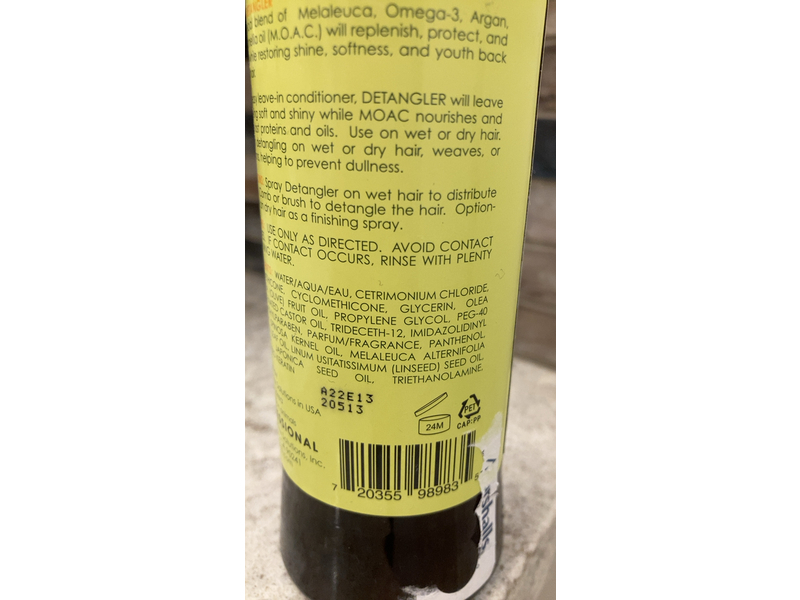 TANGLER
blend of Melaleuca, Omega-3, Argan,
oil (M.O.A.C.) will replenish, protect, and
restoring shine, softness, and youth back
leave-in conditioner, DETANGLER will leave
soft and shiny while MOAC nourishes and
proteins and oils. Use on wet or dry hair.
detangling on wet or dry hair, weaves, or
helping to prevent dullness.
Spray Detangler on wet hair to distribute
or brush to detangle the hair. Option-
dry hair as a finishing spray.
USE ONLY AS DIRECTED. AVOID CONTACT
IF CONTACT OCCURS, RINSE WITH PLENTY
WATER.
WATER/AQUA/EAU, CETRIMONIUM CHLORIDE,
CYCLOMETHICONE, GLYCERIN, OLEA
FRUIT OIL, PROPYLENE GLYCOL, PEG-40
CASTOR OIL, TRIDECETH-12, IMIDAZOLIDINYL
PARFUM/FRAGRANCE, PANTHENOL,
KERNEL OIL, MELALEUCA ALTERNIFOLIA
OIL, LINUM USITATISSIMUM (LINSEED) SEED OIL,
JAPONICA SEED OIL, TRIETHANOLAMINE,
A22E13
20513
in USA
SIONAL
Inc.
24M
PET
CAP:PP
7 20355 98983